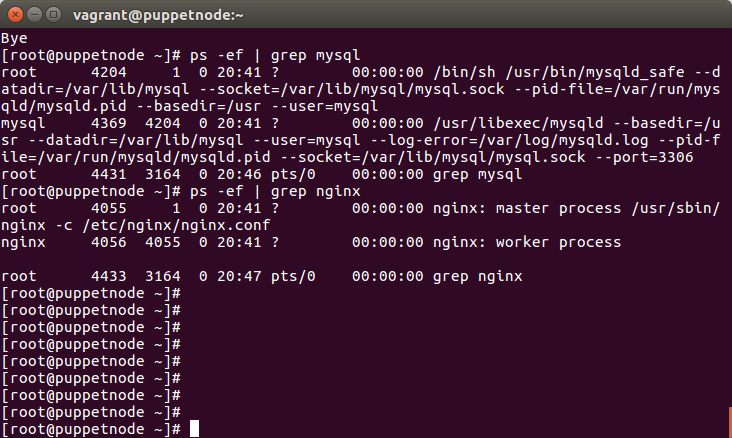 vagrant@puppetnode:~
Bye
[root@puppetnode ~]# ps -ef | grep mysql
root      4204     1  0 20:41 ?        00:00:00 /bin/sh /usr/bin/mysqld_safe --d
atadir=/var/lib/mysql --socket=/var/lib/mysql/mysql.sock --pid-file=/var/run/mys
qld/mysqld.pid --basedir=/usr --user=mysql
mysql     4369  4204  0 20:41 ?        00:00:00 /usr/libexec/mysqld --basedir=/u
sr --datadir=/var/lib/mysql --user=mysql --log-error=/var/log/mysqld.log --pid-f
ile=/var/run/mysqld/mysqld.pid --socket=/var/lib/mysql/mysql.sock --port=3306
root      4431  3164  0 20:46 pts/0    00:00:00 grep mysql
[root@puppetnode ~]# ps -ef | grep nginx
root      4055     1  0 20:41 ?        00:00:00 nginx: master process /usr/sbin/
nginx -c /etc/nginx/nginx.conf
nginx     4056  4055  0 20:41 ?        00:00:00 nginx: worker process
root      4433  3164  0 20:47 pts/0    00:00:00 grep nginx
[root@puppetnode ~]#
[root@puppetnode ~]#
[root@puppetnode ~]#
[root@puppetnode ~]#
[root@puppetnode ~]#
[root@puppetnode ~]#
[root@puppetnode ~]#
[root@puppetnode ~]#
[root@puppetnode ~]#